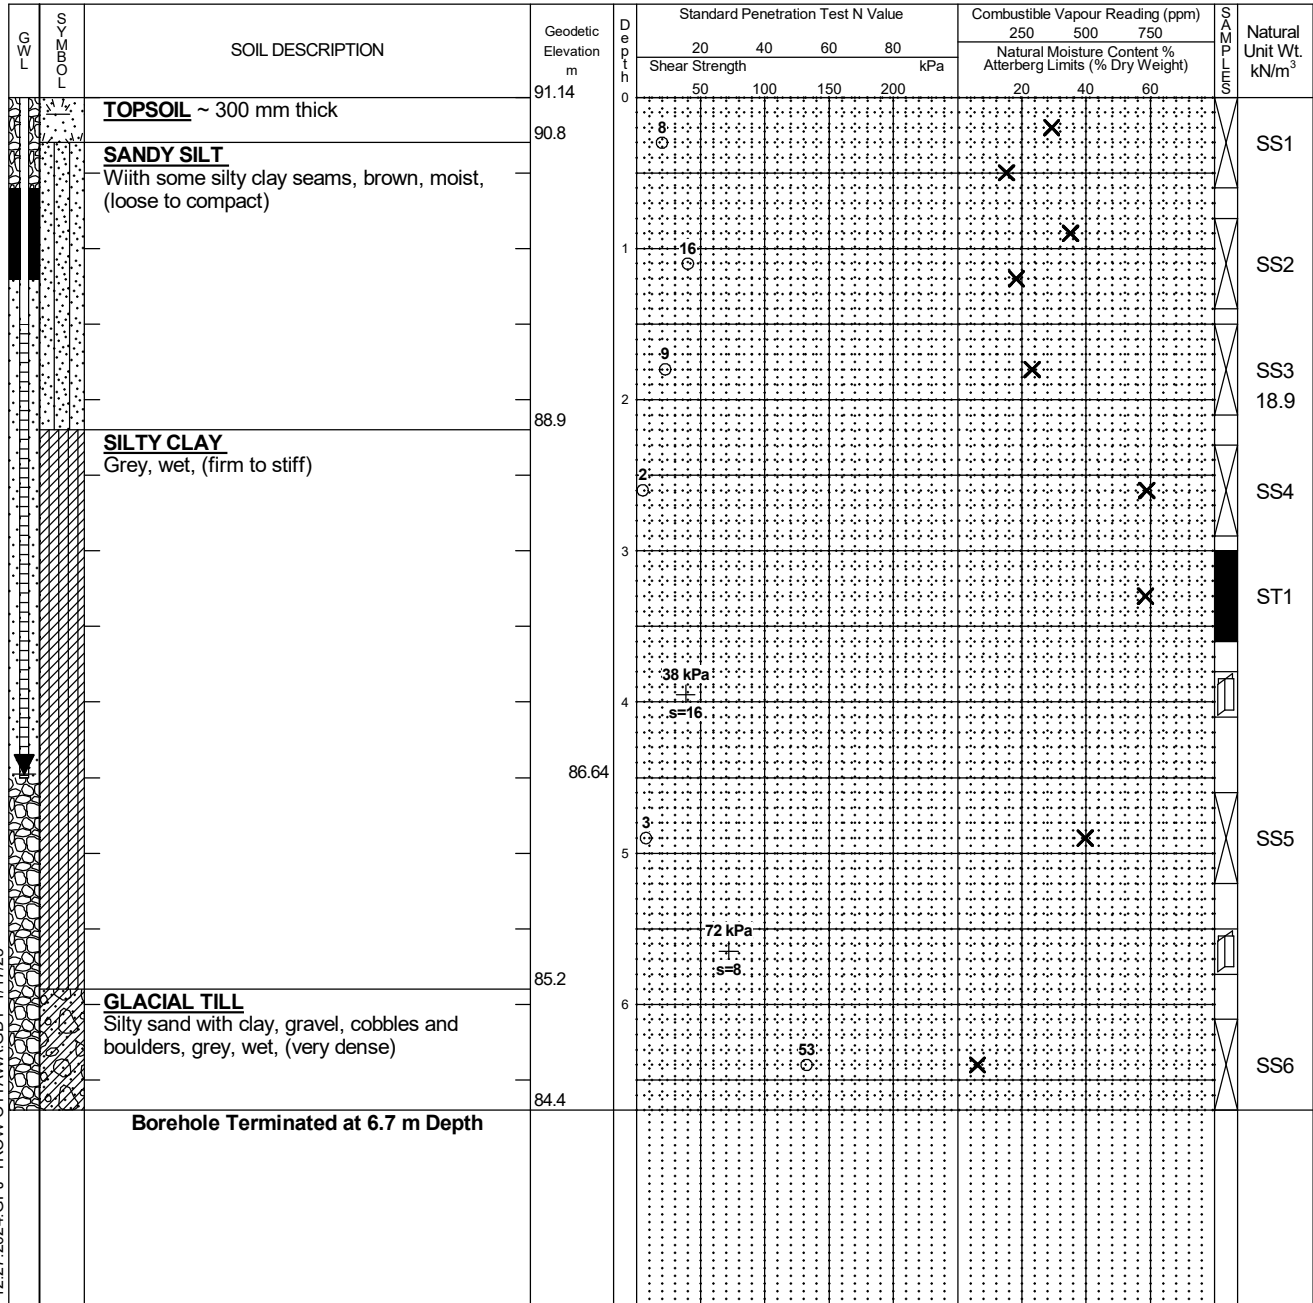 GWL
SYMBOL
SOIL DESCRIPTION
Geodetic
Elevation
m
Depth
Standard Penetration Test N Value
20 40 60 80
Shear Strength kPa
50 100 150 200
Combustible Vapour Reading (ppm)
250 500 750
Natural Moisture Content %
Atterberg Limits (% Dry Weight)
20 40 60
SAMPLES
Natural
Unit Wt.
kN/m³
91.14
0
TOPSOIL ~ 300 mm thick
90.8
8
SS1
SANDY SILT
Wiith some silty clay seams, brown, moist,
(loose to compact)
1
16
SS2
9
SS3
18.9
2
88.9
SILTY CLAY
Grey, wet, (firm to stiff)
2
SS4
3
ST1
38 kPa
s=16
4
86.64
3
SS5
5
72 kPa
s=8
85.2
GLACIAL TILL
Silty sand with clay, gravel, cobbles and
boulders, grey, wet, (very dense)
6
53
SS6
84.4
Borehole Terminated at 6.7 m Depth